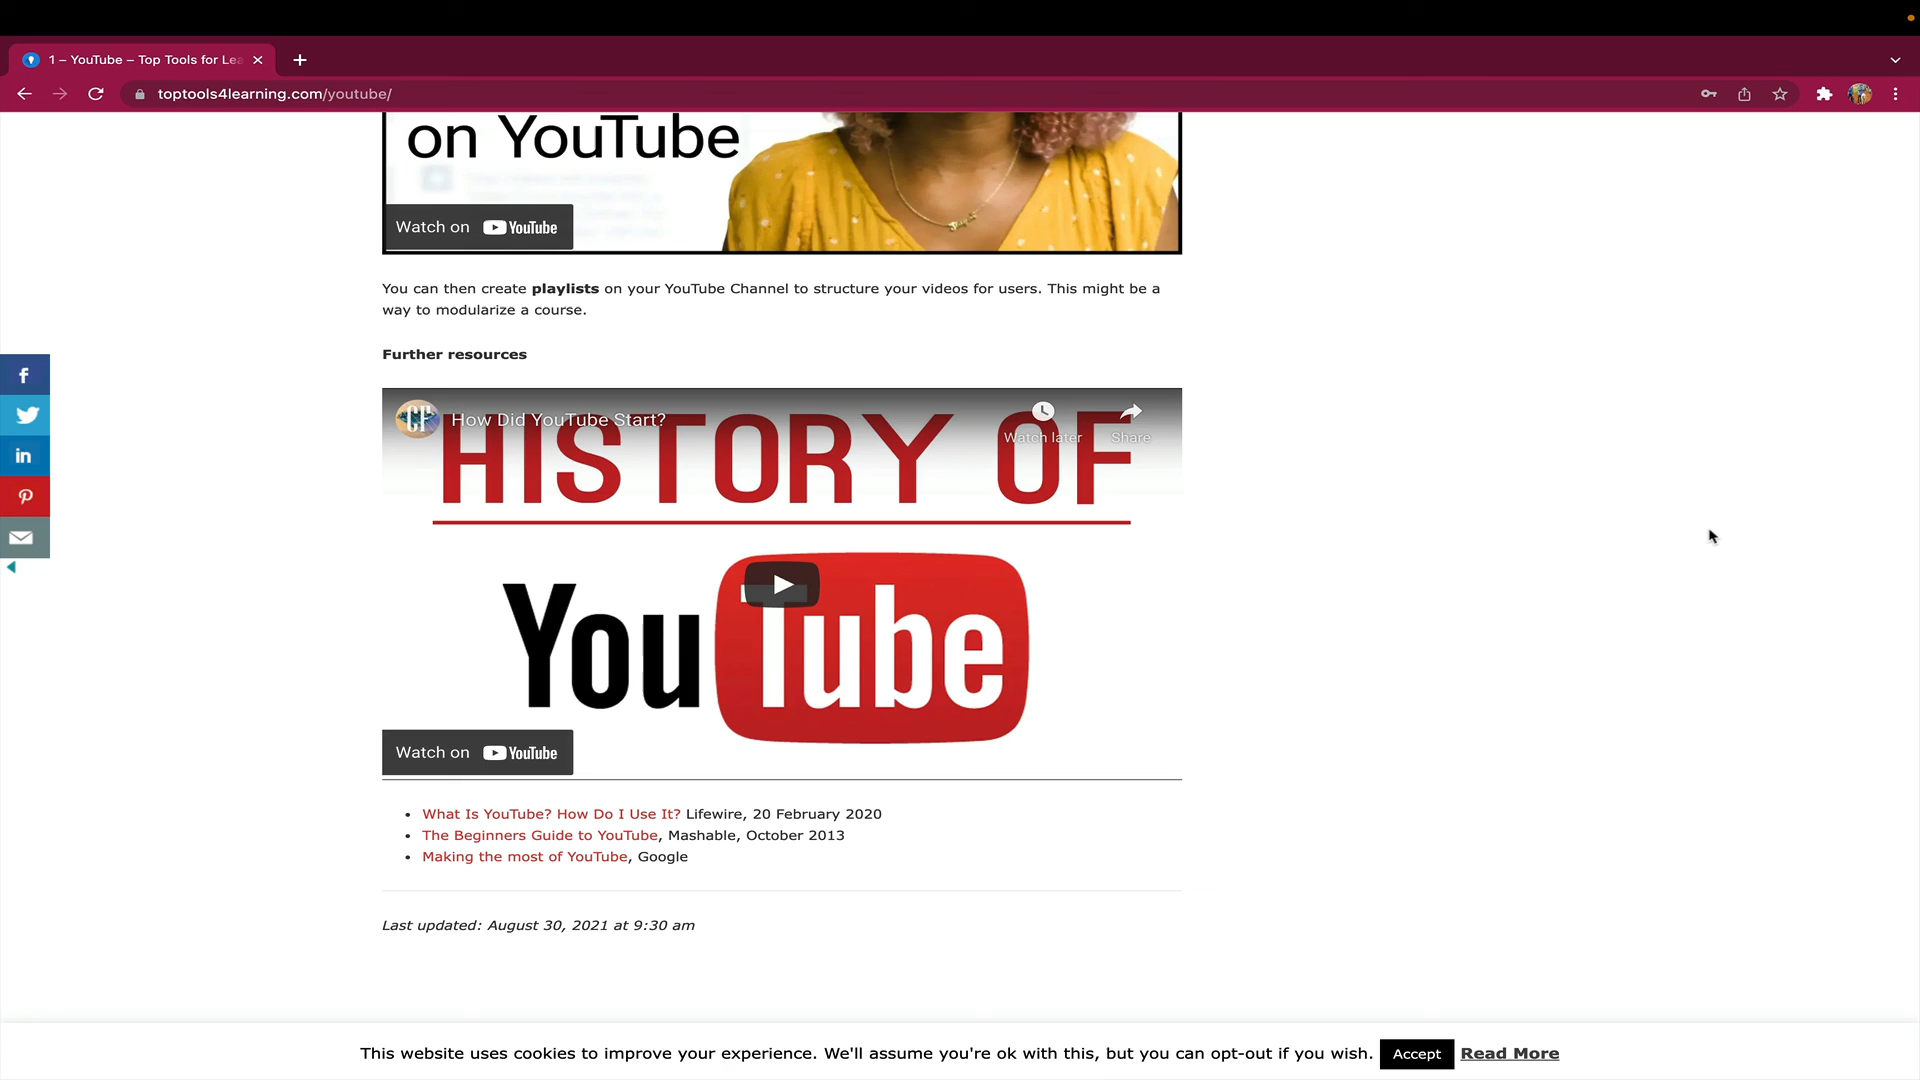 1 – YouTube – Top Tools for Lea
toptools4learning.com/youtube/
on YouTube
Watch on YouTube
You can then create playlists on your YouTube Channel to structure your videos for users. This might be a
way to modularize a course.
Further resources
CF
How Did YouTube Start?
Watch later
Share
HISTORY OF
YouTube
Watch on YouTube
• What Is YouTube? How Do I Use It? Lifewire, 20 February 2020
• The Beginners Guide to YouTube, Mashable, October 2013
• Making the most of YouTube, Google
Last updated: August 30, 2021 at 9:30 am
This website uses cookies to improve your experience. We'll assume you're ok with this, but you can opt-out if you wish. Accept Read More